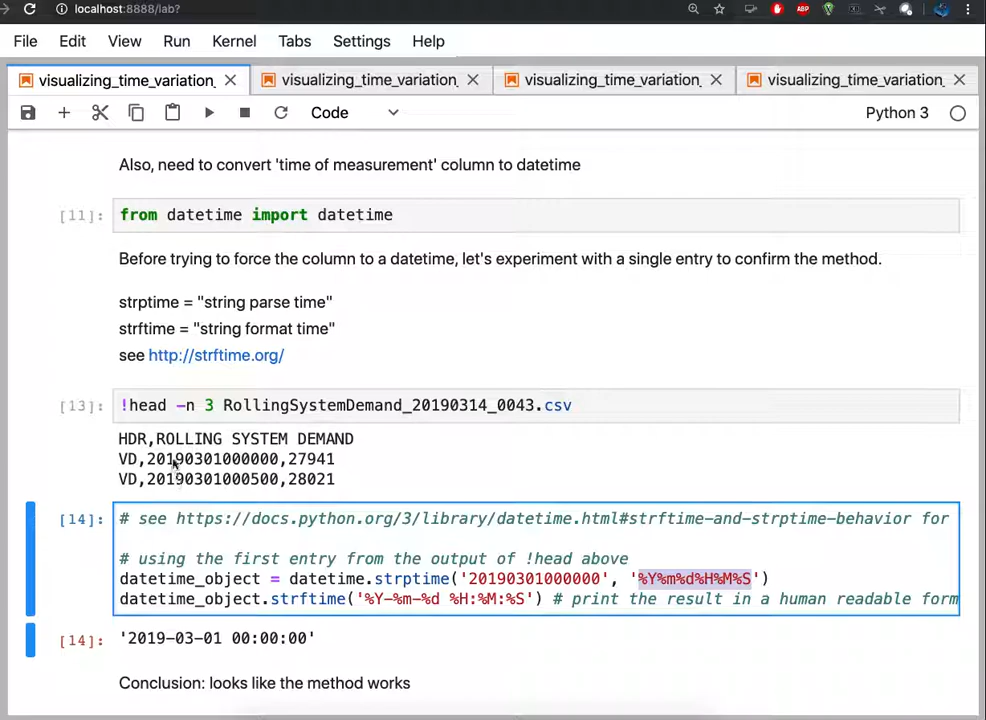 localhost:8888/lab?
ABP
File Edit View Run Kernel Tabs Settings Help
visualizing_time_variation_ visualizing_time_variation_ visualizing_time_variation_ visualizing_time_variation_
Code Python 3
Also, need to convert 'time of measurement' column to datetime
[11]: from datetime import datetime
Before trying to force the column to a datetime, let's experiment with a single entry to confirm the method.
strptime = "string parse time"
strftime = "string format time"
see http://strftime.org/
[13]: !head -n 3 RollingSystemDemand_20190314_0043.csv
HDR,ROLLING SYSTEM DEMAND
VD,20190301000000,27941
VD,20190301000500,28021
[14]: # see https://docs.python.org/3/library/datetime.html#strftime-and-strptime-behavior for
# using the first entry from the output of !head above
datetime_object = datetime.strptime('20190301000000', '%Y%m%d%H%M%S')
datetime_object.strftime('%Y-%m-%d %H:%M:%S') # print the result in a human readable form
[14]: '2019-03-01 00:00:00'
Conclusion: looks like the method works